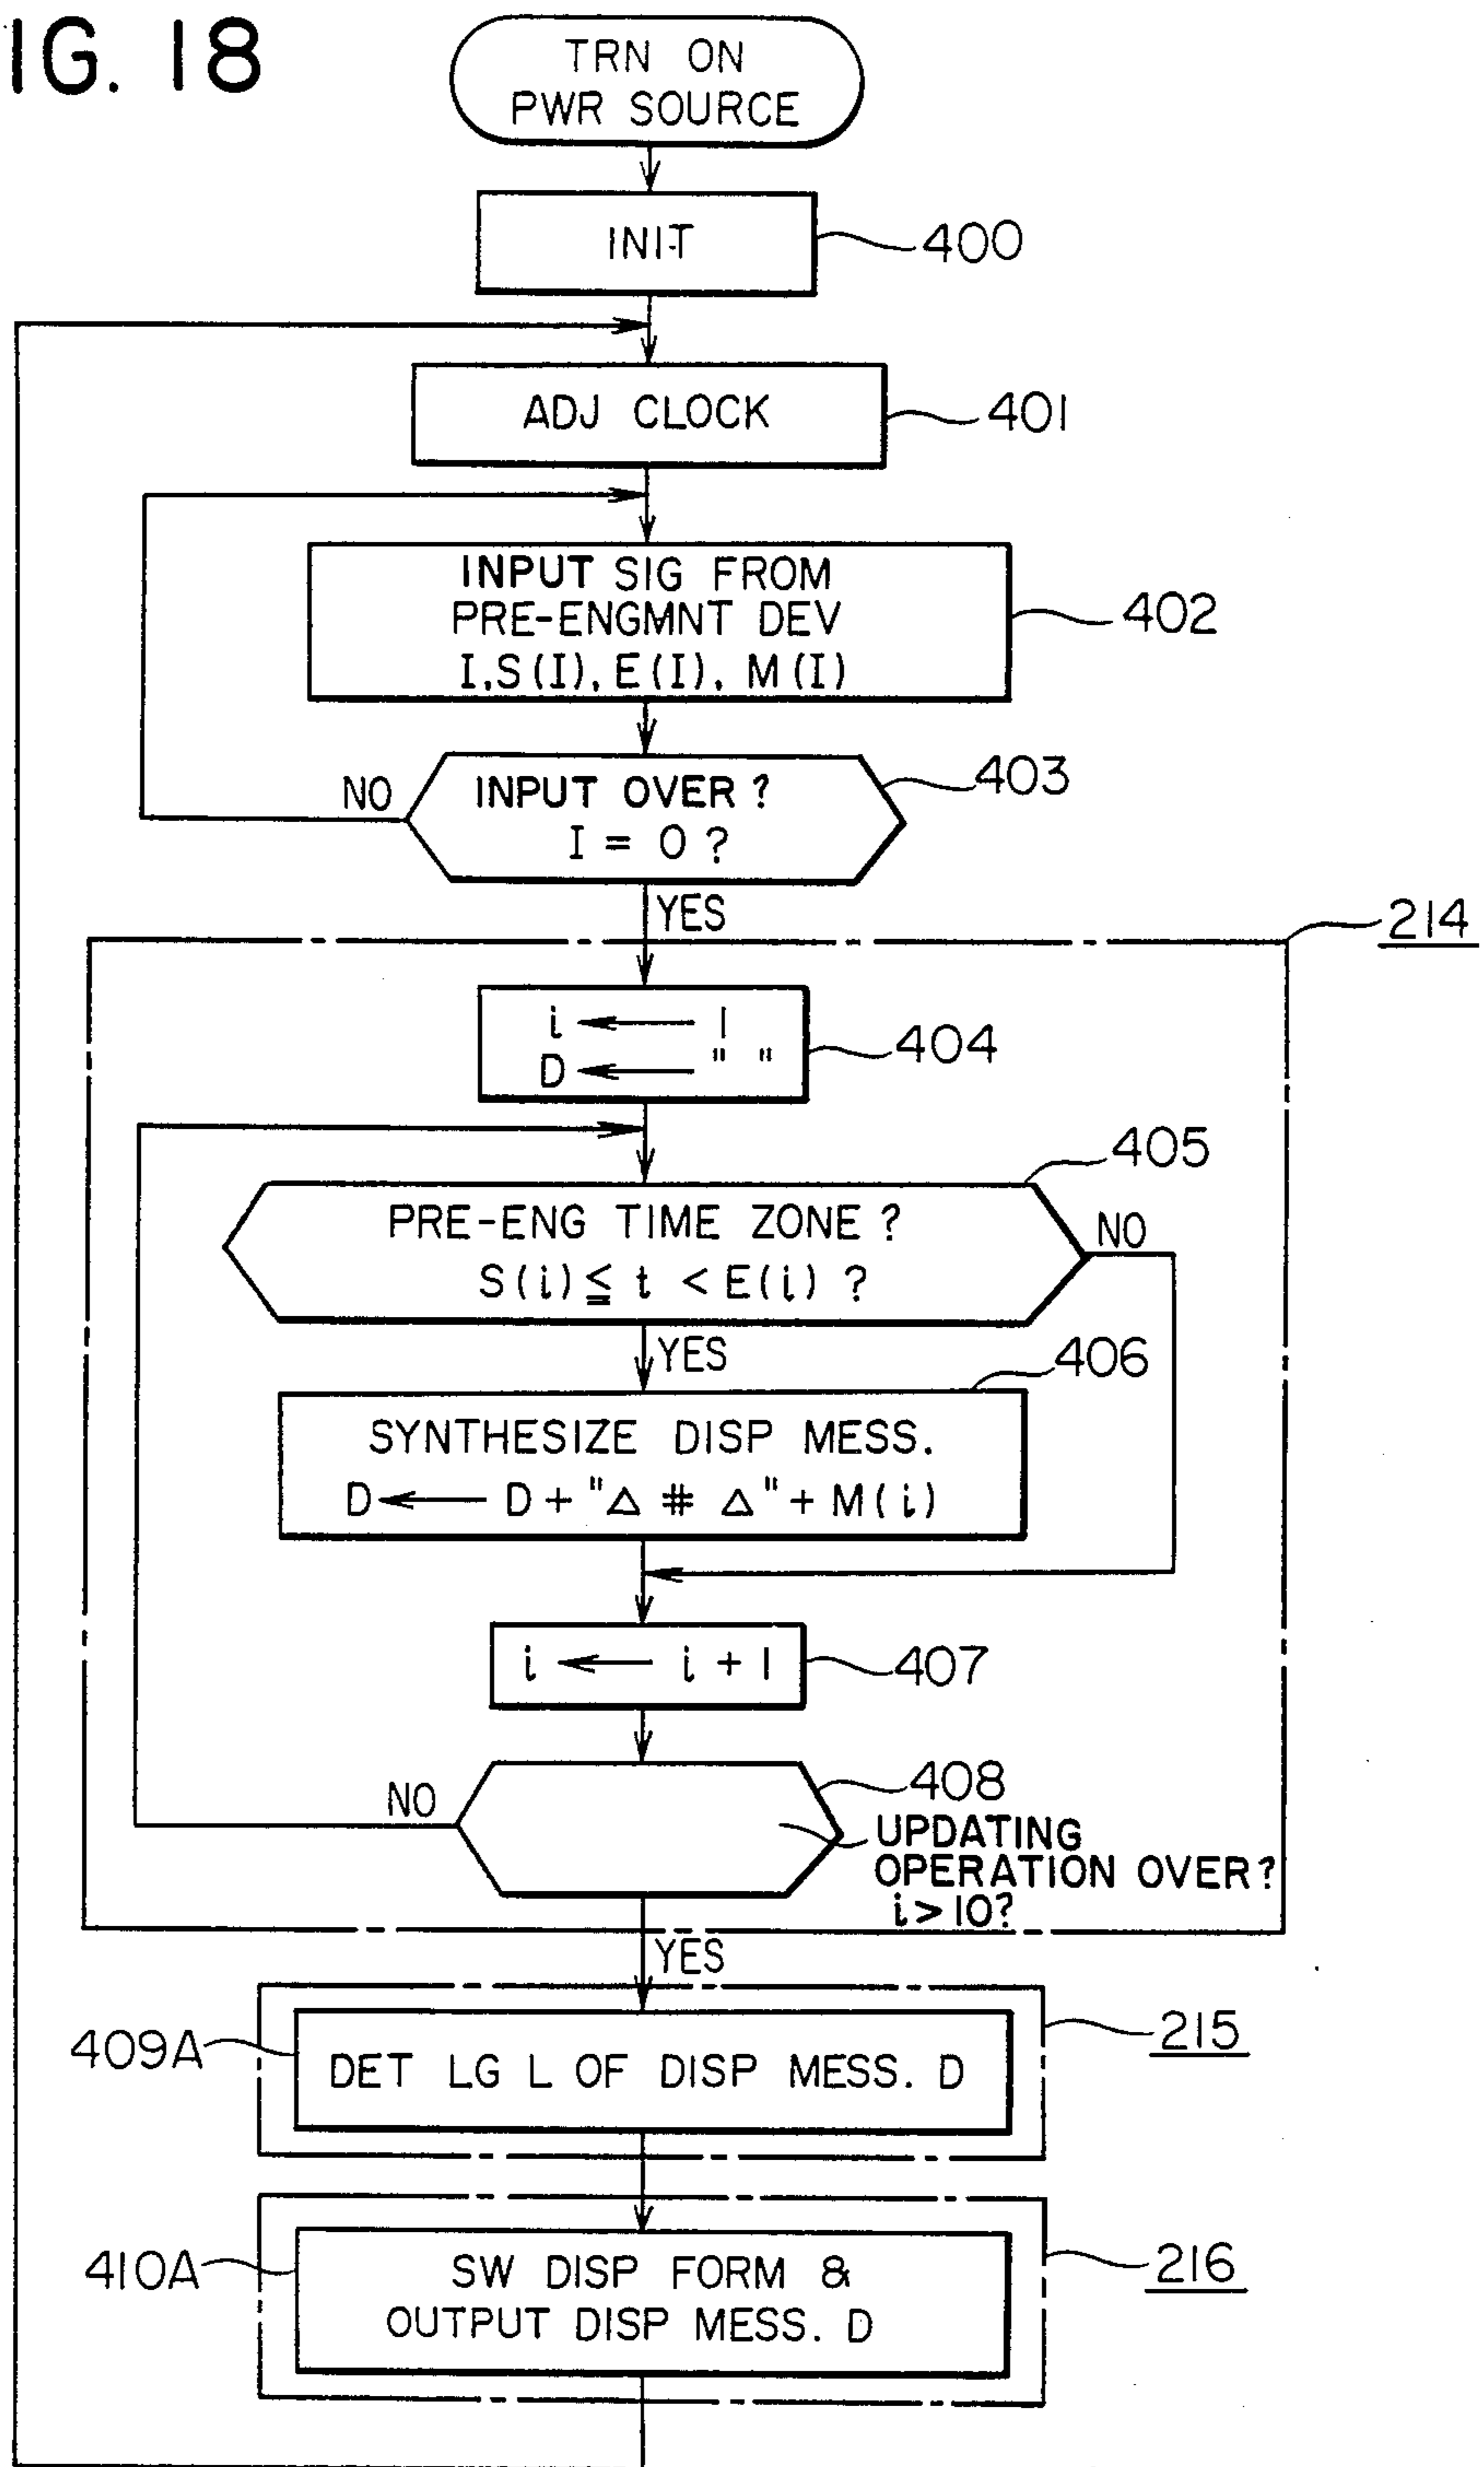 IG. 18
TRN ON
PWR SOURCE
INIT
400
ADJ CLOCK
401
INPUT SIG FROM
PRE-ENGMNT DEV
I, S(I), E(I), M(I)
402
INPUT OVER?
I = 0 ?
403
NO
YES
214
i ← 1
D ← " "
404
405
PRE-ENG TIME ZONE?
S(i) ≦ t < E(i) ?
NO
YES
406
SYNTHESIZE DISP MESS.
D ← D + "Δ # Δ" + M(i)
i ← i + 1
407
408
NO
UPDATING
OPERATION OVER?
i > 10?
YES
409A
DET LG L OF DISP MESS. D
215
410A
SW DISP FORM &
OUTPUT DISP MESS. D
216